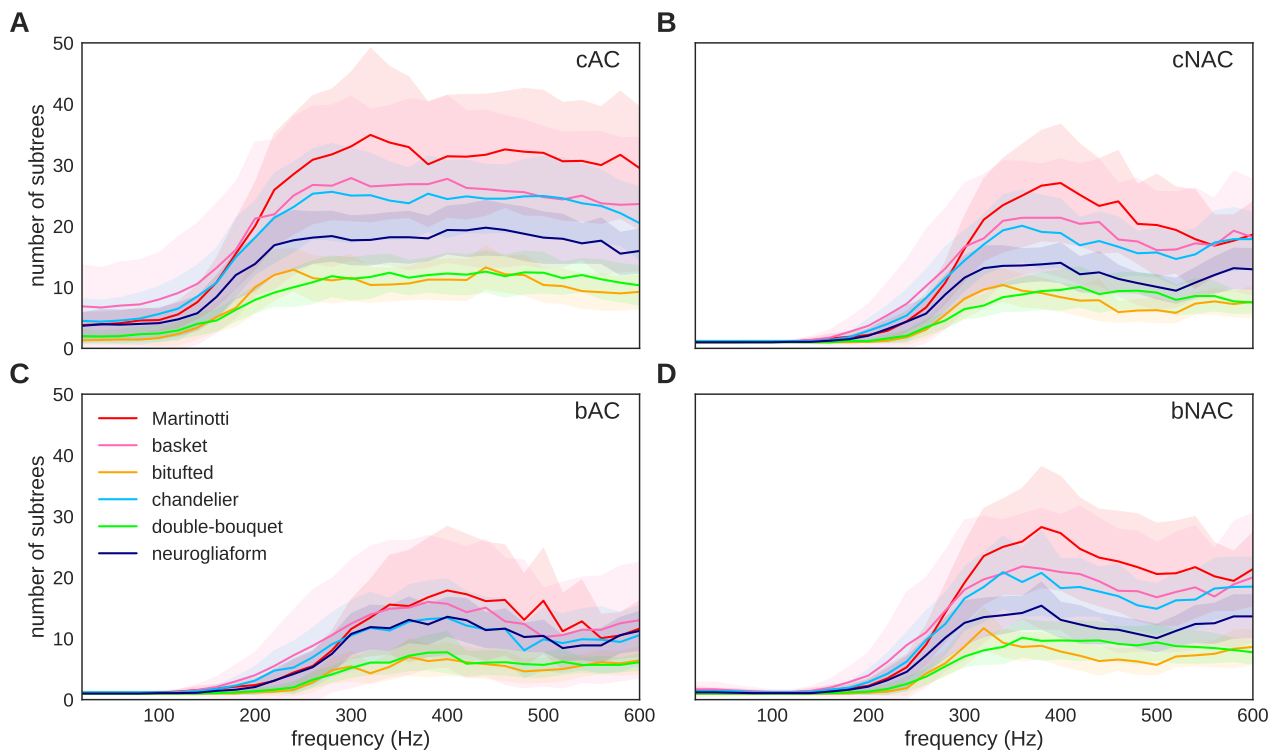 A
B
cAC
cNAC
50
40
30
20
10
0
number of subtrees
C
D
bAC
bNAC
50
40
30
20
10
0
number of subtrees
Martinotti
basket
bitufted
chandelier
double-bouquet
neurogliaform
100 200 300 400 500 600
100 200 300 400 500 600
frequency (Hz)
frequency (Hz)